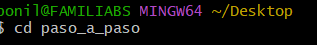 ponil@FAMILIABS MINGW64 ~/Desktop
$ cd paso_a_paso